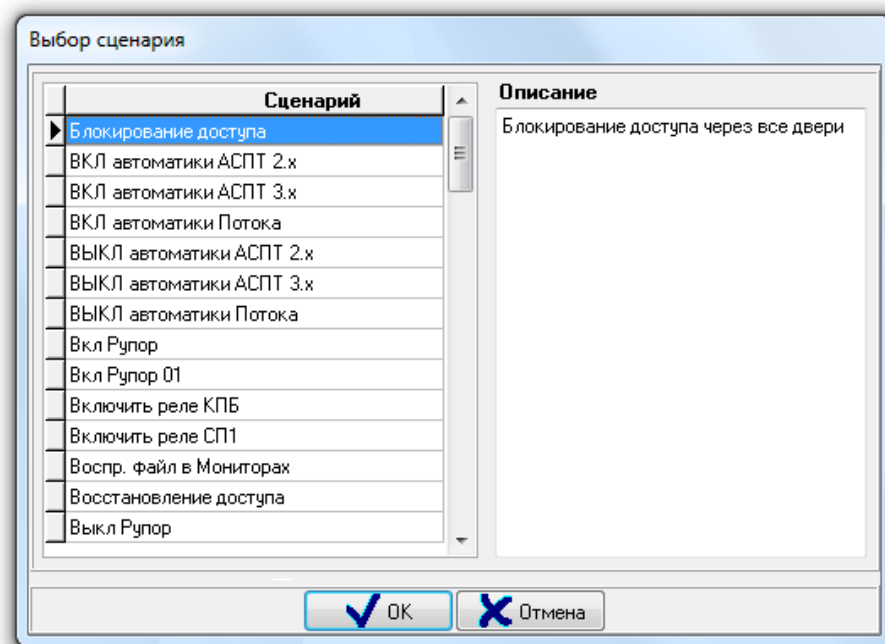 Выбор сценария
Сценарий
Блокирование доступа
ВКЛ автоматики АСПТ 2.x
ВКЛ автоматики АСПТ 3.x
ВКЛ автоматики Потока
ВЫКЛ автоматики АСПТ 2.x
ВЫКЛ автоматики АСПТ 3.x
ВЫКЛ автоматики Потока
Вкл Рупор
Вкл Рупор 01
Включить реле КПБ
Включить реле СП1
Воспр. файл в Мониторах
Восстановление доступа
Выкл Рупор
Описание
Блокирование доступа через все двери
OK
Отмена